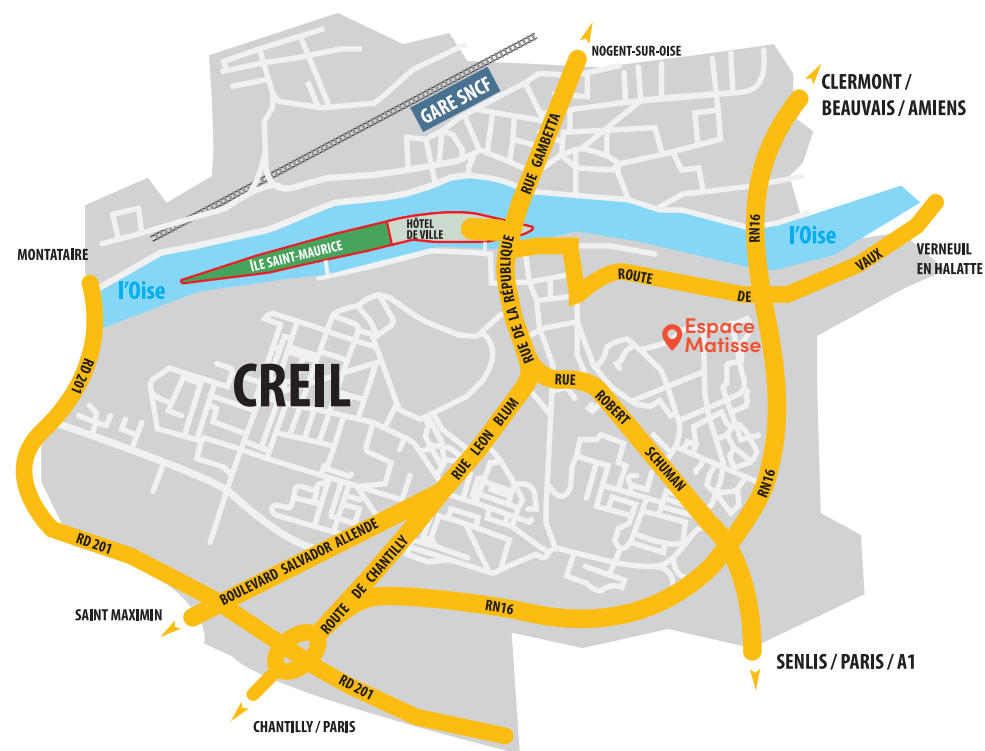 NOGENT-SUR-OISE
CLERMONT /
BEAUVAIS / AMIENS
GARE SNCF
RUE GAMBETTA
RN16
l'Oise
HÔTEL
DE VILLE
ÎLE SAINT-MAURICE
MONTATAIRE
l'Oise
VERNEUIL
EN HALATTE
ROUTE
DE
VAUX
RUE DE LA RÉPUBLIQUE
Espace
Matisse
RD 201
CREIL
RUE
ROBERT
SCHUMAN
RUE LEON BLUM
RN16
RD 201
BOULEVARD SALVADOR ALLENDE
ROUTE DE CHANTILLY
RN16
SAINT MAXIMIN
SENLIS / PARIS / A1
RD 201
CHANTILLY / PARIS